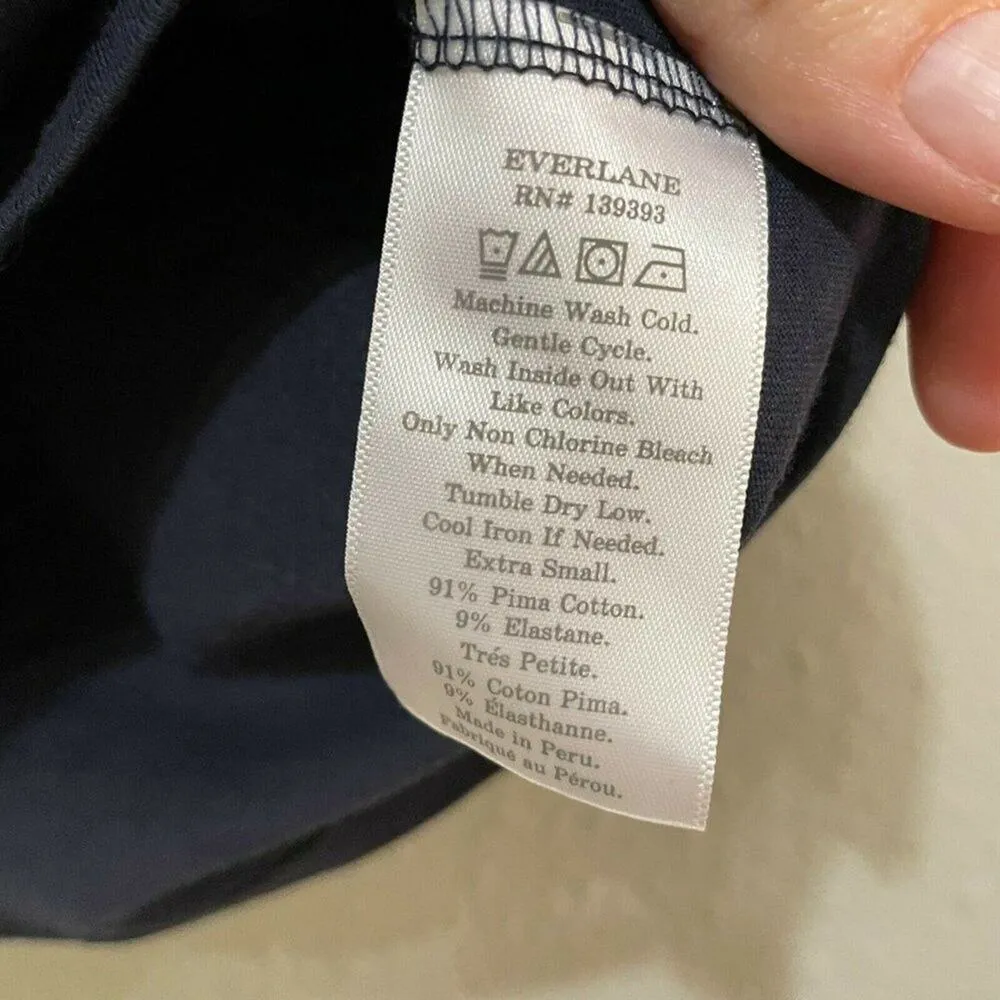 EVERLANE
RN# 139393
Machine Wash Cold.
Gentle Cycle.
Wash Inside Out With
Like Colors.
Only Non Chlorine Bleach
When Needed.
Tumble Dry Low.
Cool Iron If Needed.
Extra Small.
91% Pima Cotton.
9% Elastane.
Trés Petite.
91% Coton Pima.
9% Élasthanne.
Made in Peru.
Fabriqué au Pérou.